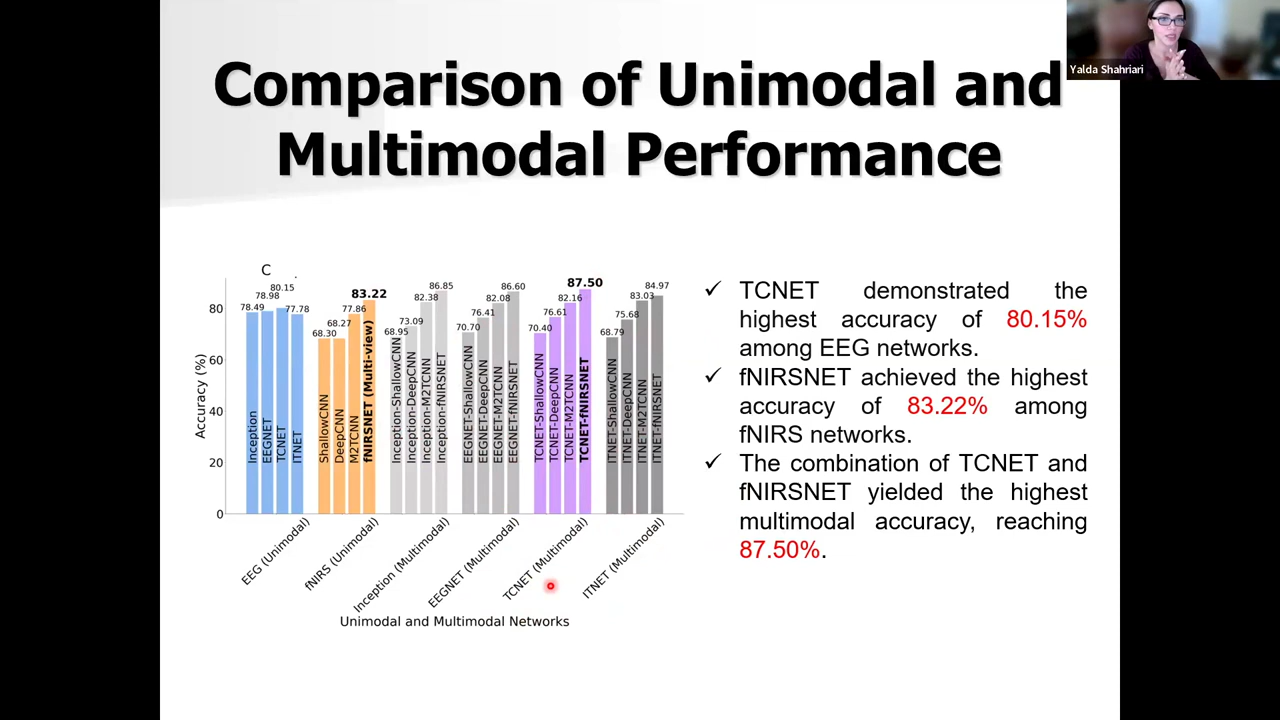 Yalda Shahriari
Comparison of Unimodal and
Multimodal Performance
C
Accuracy (%)
80
60
40
20
0
78.49
78.98
80.15
77.78
68.30
68.27
77.86
83.22
68.95
73.09
82.38
86.85
70.70
76.41
82.08
86.60
70.40
76.61
82.16
87.50
68.79
75.68
83.03
84.97
Inception
EEGNET
TCNET
ITNET
ShallowCNN
DeepCNN
M2TCNN
fNIRSNET (Multi-view)
Inception-ShallowCNN
Inception-DeepCNN
Inception-M2TCNN
Inception-fNIRSNET
EEGNET-ShallowCNN
EEGNET-DeepCNN
EEGNET-M2TCNN
EEGNET-fNIRSNET
TCNET-ShallowCNN
TCNET-DeepCNN
TCNET-M2TCNN
TCNET-fNIRSNET
ITNET-ShallowCNN
ITNET-DeepCNN
ITNET-M2TCNN
ITNET-fNIRSNET
EEG (Unimodal)
fNIRS (Unimodal)
Inception (Multimodal)
EEGNET (Multimodal)
TCNET (Multimodal)
ITNET (Multimodal)
Unimodal and Multimodal Networks
✓ TCNET demonstrated the
highest accuracy of 80.15%
among EEG networks.
✓ fNIRSNET achieved the highest
accuracy of 83.22% among
fNIRS networks.
✓ The combination of TCNET and
fNIRSNET yielded the highest
multimodal accuracy, reaching
87.50%.